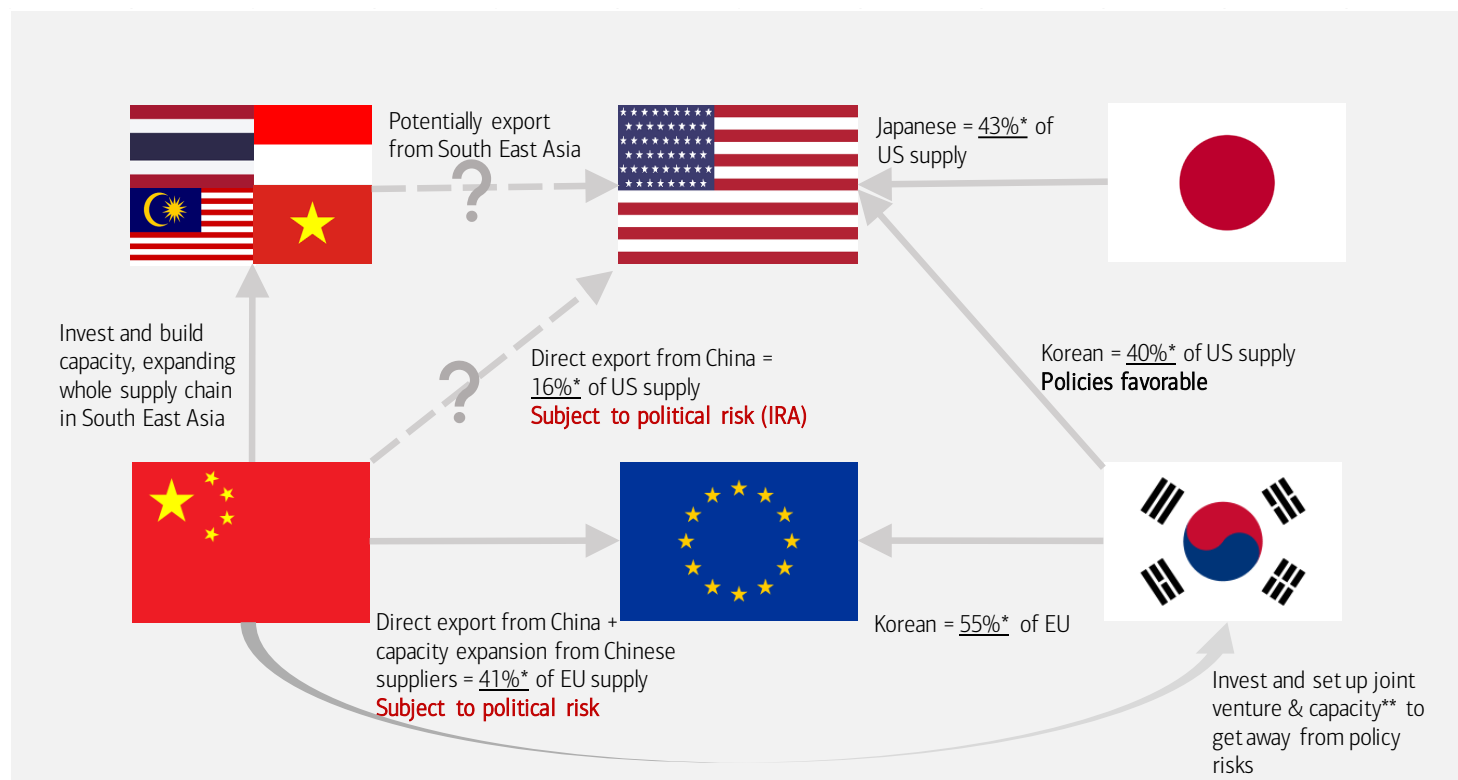 Potentially export
from South East Asia
?
Japanese = 43%* of
US supply
Invest and build
capacity, expanding
whole supply chain
in South East Asia
?
Direct export from China =
16%* of US supply
Subject to political risk (IRA)
Korean = 40%* of US supply
Policies favorable
Direct export from China +
capacity expansion from Chinese
suppliers = 41%* of EU supply
Subject to political risk
Korean = 55%* of EU
Invest and set up joint
venture & capacity** to
get away from policy
risks